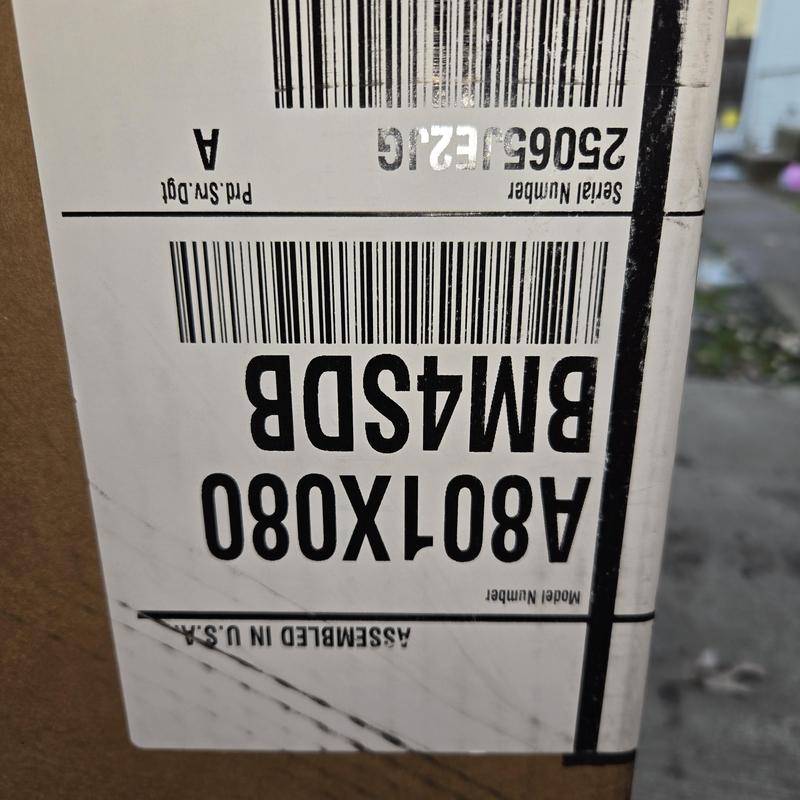 ASSEMBLED IN U.S.A.
Model Number
A801X080
BM4SDB
Serial Number Prd.Srv.Dgt
25065JE2JG A